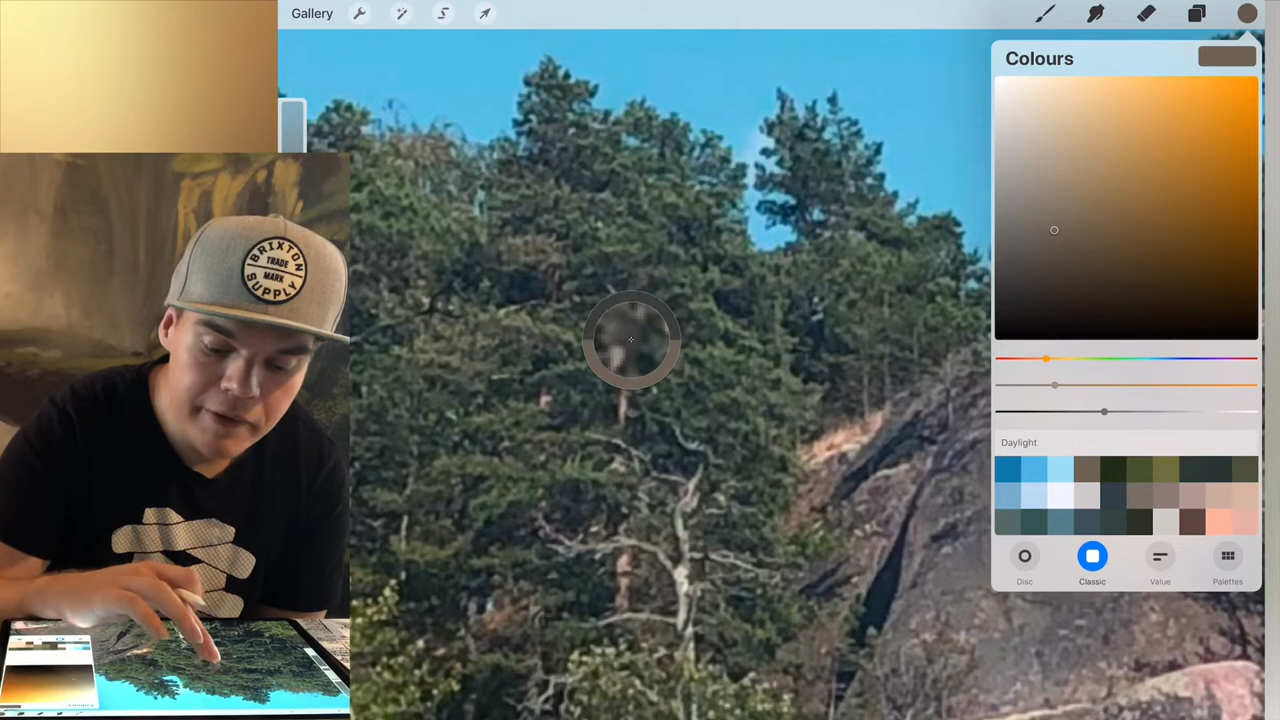 Gallery
Colours
BRIXTON
TRADE
MARK
SUPPLY
Daylight
Disc
Classic
Value
Palettes